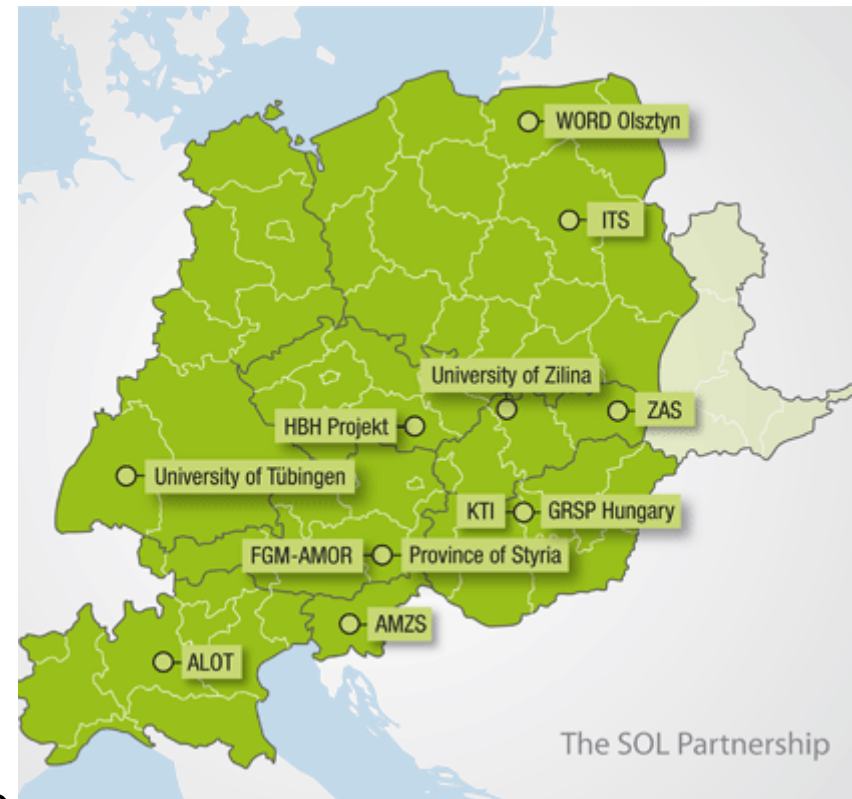 WORD Olsztyn
ITS
University of Zilina
ZAS
HBH Projekt
University of Tübingen
KTI
GRSP Hungary
FGM-AMOR
Province of Styria
AMZS
ALOT
The SOL Partnership